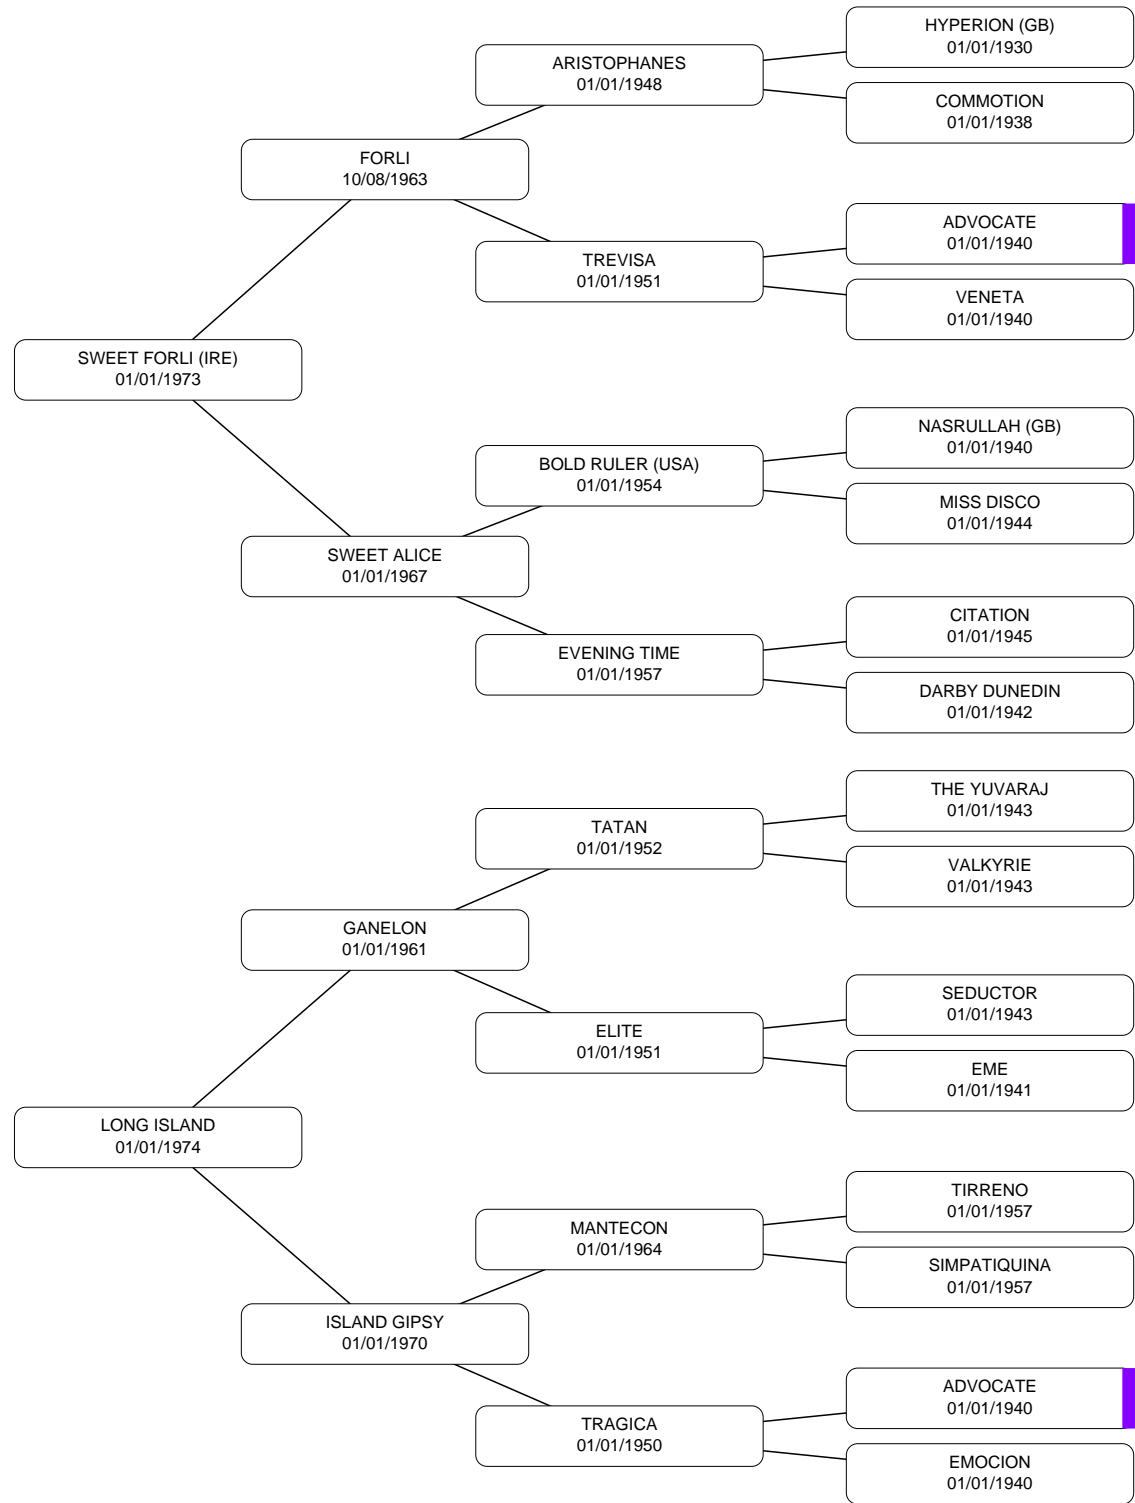 HYPERION (GB)
01/01/1930
ARISTOPHANES
01/01/1948
COMMOTION
01/01/1938
FORLI
10/08/1963
ADVOCATE
01/01/1940
TREVISA
01/01/1951
VENETA
01/01/1940
SWEET FORLI (IRE)
01/01/1973
NASRULLAH (GB)
01/01/1940
BOLD RULER (USA)
01/01/1954
MISS DISCO
01/01/1944
SWEET ALICE
01/01/1967
CITATION
01/01/1945
EVENING TIME
01/01/1957
DARBY DUNEDIN
01/01/1942
THE YUVARAJ
01/01/1943
TATAN
01/01/1952
VALKYRIE
01/01/1943
GANELON
01/01/1961
SEDUCTOR
01/01/1943
ELITE
01/01/1951
EME
01/01/1941
LONG ISLAND
01/01/1974
TIRRENO
01/01/1957
MANTECON
01/01/1964
SIMPATIQUINA
01/01/1957
ISLAND GIPSY
01/01/1970
ADVOCATE
01/01/1940
TRAGICA
01/01/1950
EMOCION
01/01/1940